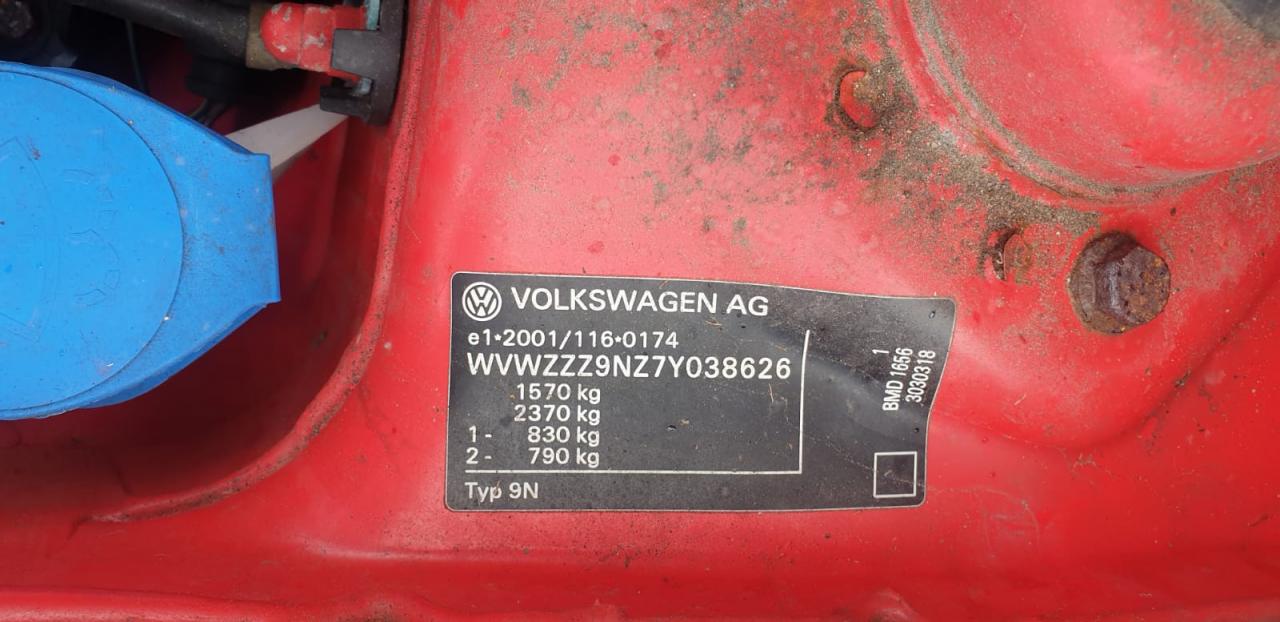 VOLKSWAGEN AG
e1*2001/116*0174
WVWZZZ9NZ7Y038626
1570 kg
2370 kg
1- 830 kg
2- 790 kg
Typ 9N
1
BMD 1656
3030318